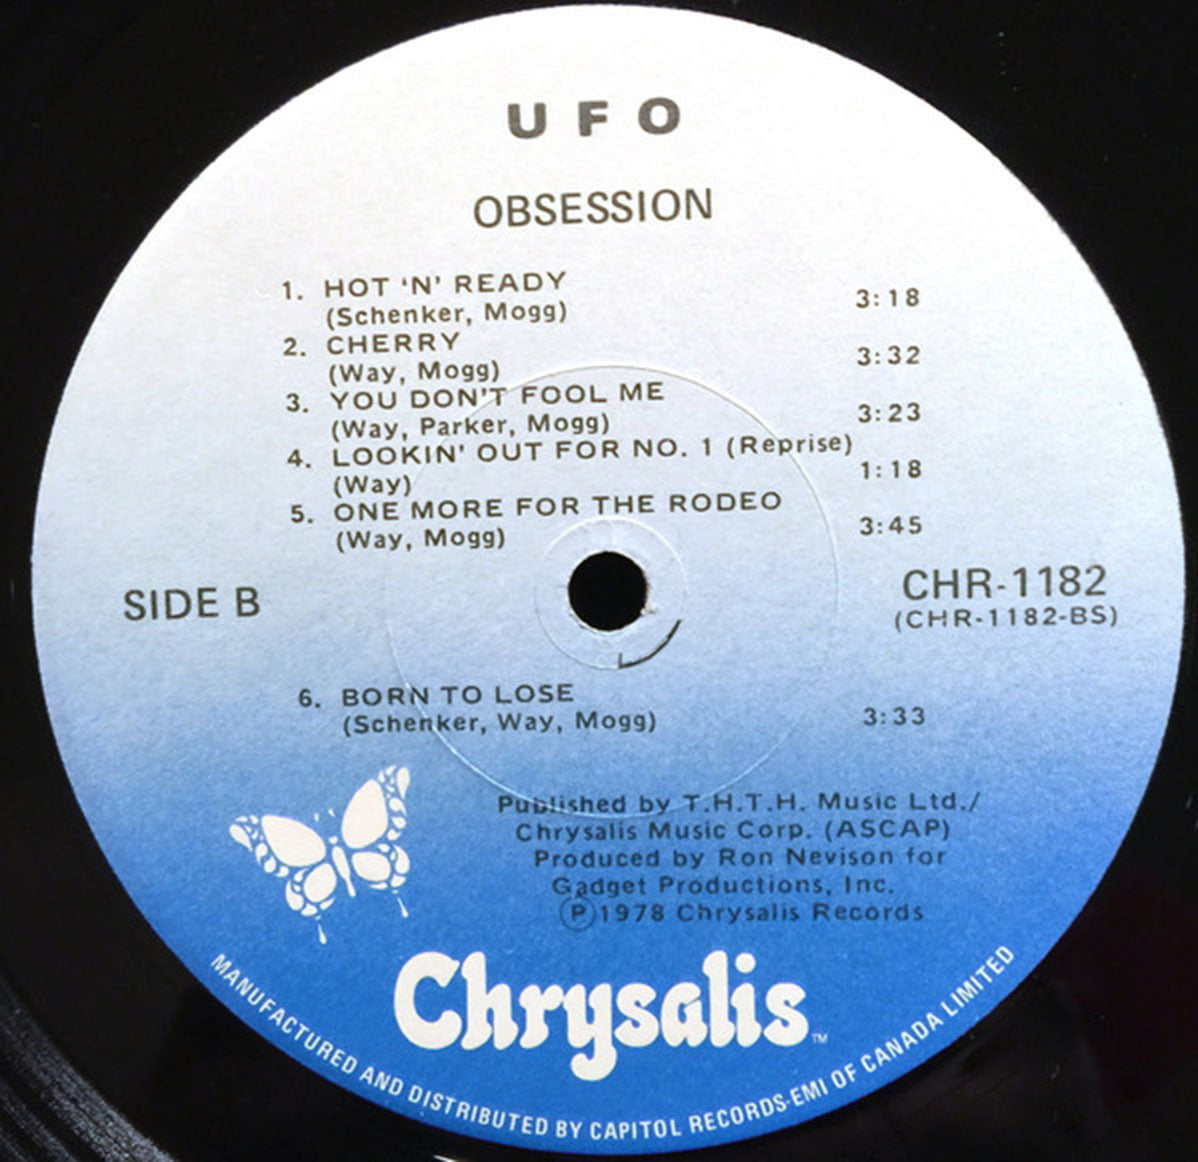 UFO
OBSESSION
1. HOT 'N' READY 3:18
(Schenker, Mogg)
2. CHERRY 3:32
(Way, Mogg)
3. YOU DON'T FOOL ME 3:23
(Way, Parker, Mogg)
4. LOOKIN' OUT FOR NO. 1 (Reprise) 1:18
(Way)
5. ONE MORE FOR THE RODEO 3:45
(Way, Mogg)
SIDE B
CHR-1182
(CHR-1182-BS)
6. BORN TO LOSE 3:33
(Schenker, Way, Mogg)
Published by T.H.T.H. Music Ltd./
Chrysalis Music Corp. (ASCAP)
Produced by Ron Nevison for
Gadget Productions, Inc.
Ⓟ1978 Chrysalis Records
Chrysalis™
MANUFACTURED AND DISTRIBUTED BY CAPITOL RECORDS-EMI OF CANADA LIMITED